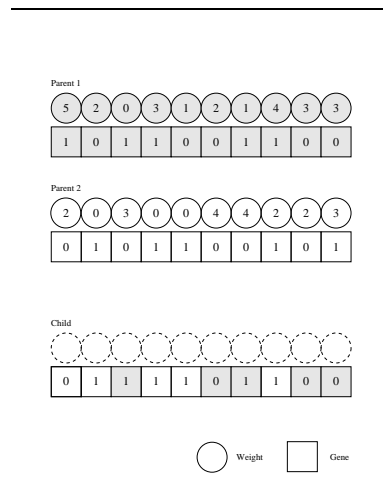 Parent 1
5 2 0 3 1 2 1 4 3 3
1 0 1 1 0 0 1 1 0 0
Parent 2
2 0 3 0 0 4 4 2 2 3
0 1 0 1 1 0 0 1 0 1
Child
0 1 1 1 1 0 1 1 0 0
Weight Gene